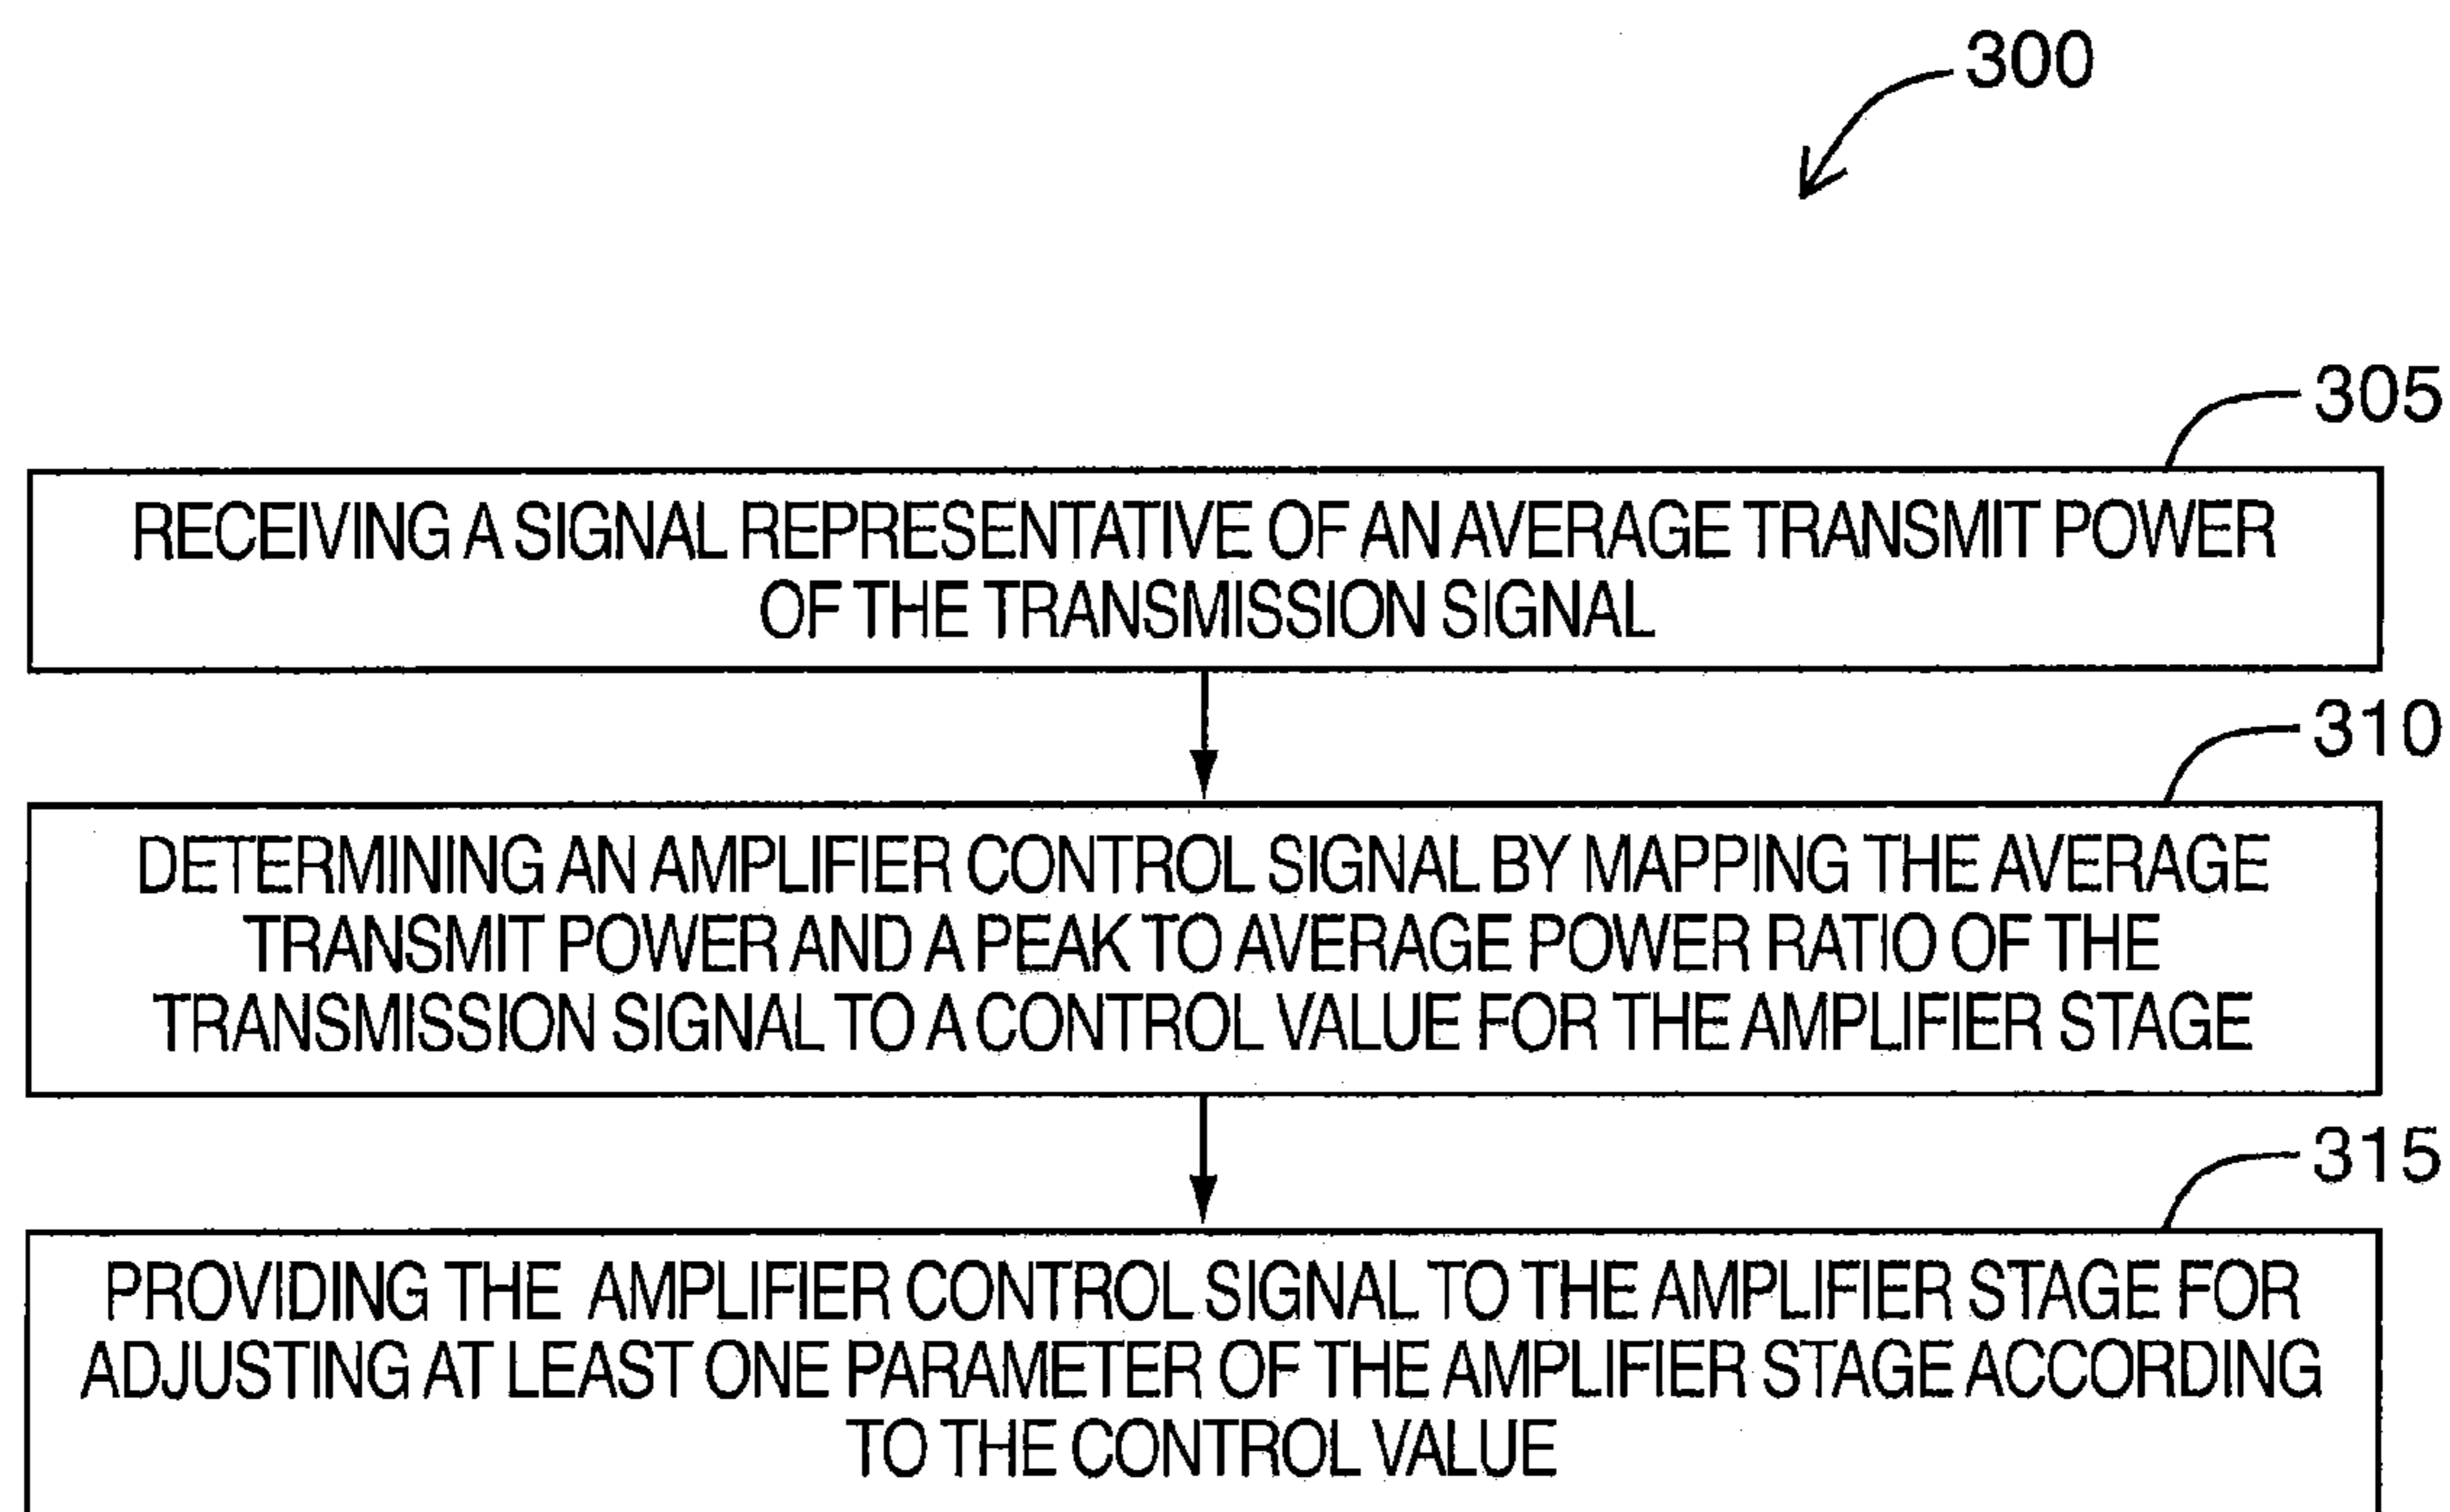 300
305
RECEIVING A SIGNAL REPRESENTATIVE OF AN AVERAGE TRANSMIT POWER
OF THE TRANSMISSION SIGNAL
310
DETERMINING AN AMPLIFIER CONTROL SIGNAL BY MAPPING THE AVERAGE
TRANSMIT POWER AND A PEAK TO AVERAGE POWER RATIO OF THE
TRANSMISSION SIGNAL TO A CONTROL VALUE FOR THE AMPLIFIER STAGE
315
PROVIDING THE AMPLIFIER CONTROL SIGNAL TO THE AMPLIFIER STAGE FOR
ADJUSTING AT LEAST ONE PARAMETER OF THE AMPLIFIER STAGE ACCORDING
TO THE CONTROL VALUE